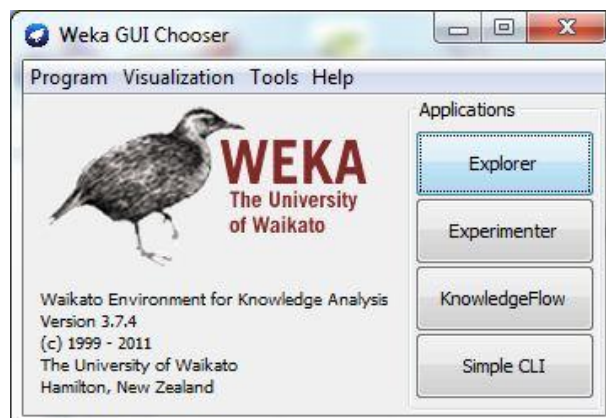 Weka GUI Chooser
Program Visualization Tools Help
WEKA
The University
of Waikato
Waikato Environment for Knowledge Analysis
Version 3.7.4
(c) 1999 - 2011
The University of Waikato
Hamilton, New Zealand
Applications
Explorer
Experimenter
KnowledgeFlow
Simple CLI